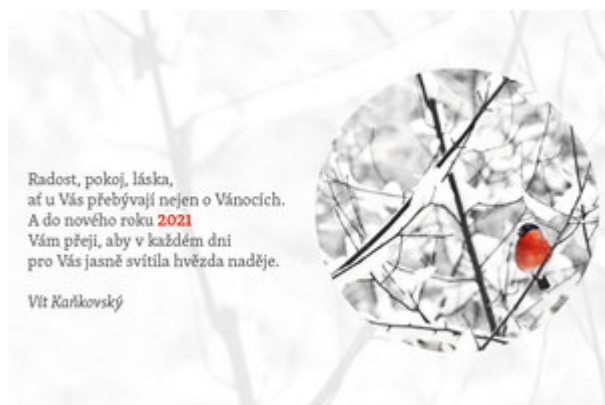 Radost, pokoj, láska,
ať u Vás přebývají nejen o Vánocích.
A do nového roku 2021
Vám přeji, aby v každém dni
pro Vás jasně svítila hvězda naděje.
Vít Kaňkovský